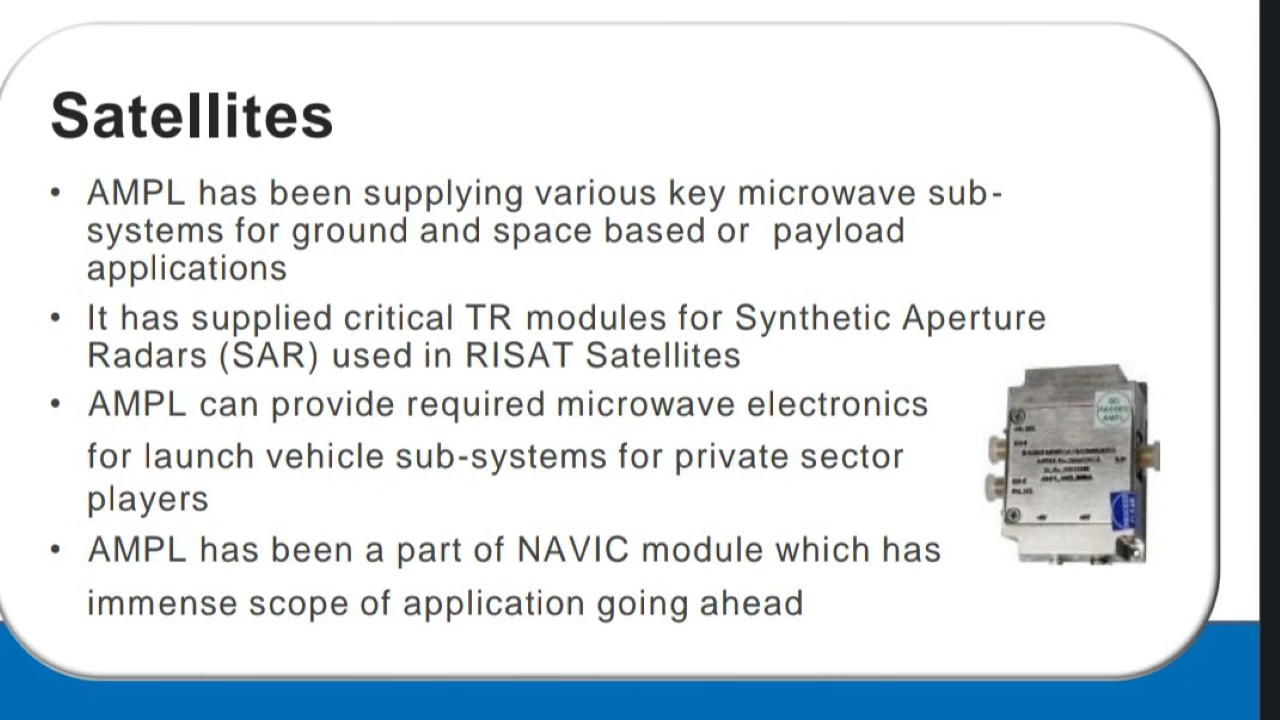 Satellites
• AMPL has been supplying various key microwave sub-
systems for ground and space based or payload
applications
• It has supplied critical TR modules for Synthetic Aperture
Radars (SAR) used in RISAT Satellites
• AMPL can provide required microwave electronics
for launch vehicle sub-systems for private sector
players
• AMPL has been a part of NAVIC module which has
immense scope of application going ahead
QC
PASSED
AMPL